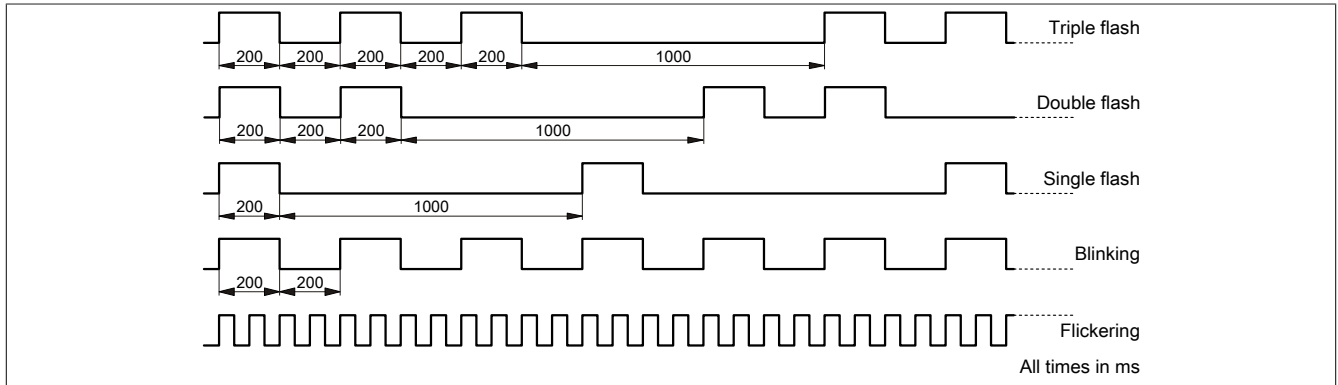 Triple flash
200 200 200 200 200 1000
Double flash
200 200 200 1000
Single flash
200 1000
Blinking
200 200
Flickering
All times in ms